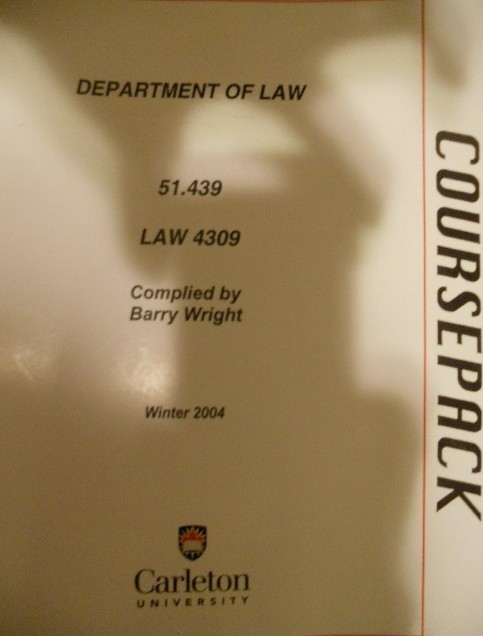 DEPARTMENT OF LAW
51.439
LAW 4309
Complied by
Barry Wright
Winter 2004
Carleton
UNIVERSITY
COURSEPACK